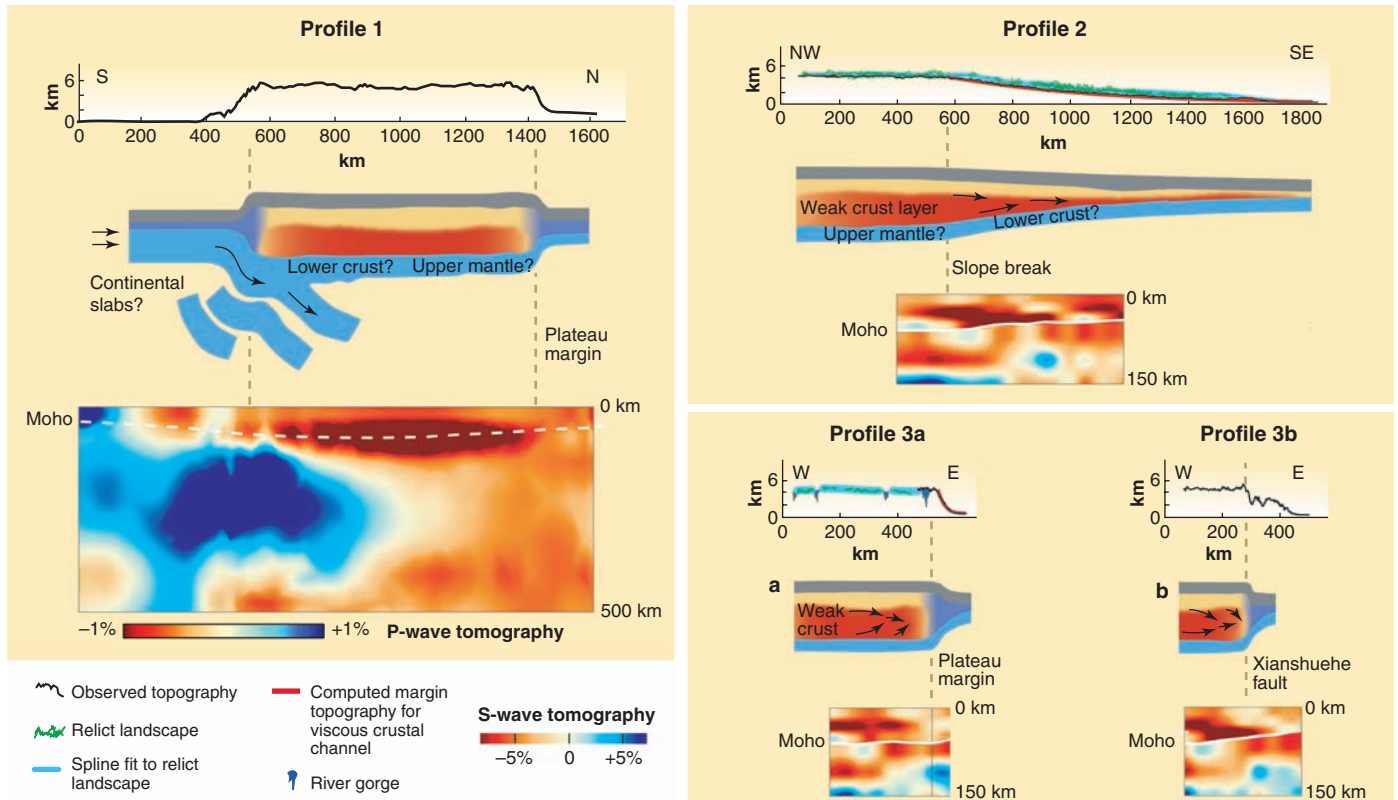 Profile 1
S
N
6
0
km
0
200
400
600
800
1000
1200
1400
1600
km
Continental
slabs?
Lower crust?
Upper mantle?
Plateau
margin
Moho
0 km
500 km
–1%
+1%
P-wave tomography
Observed topography
Relict landscape
Spline fit to relict
landscape
Computed margin
topography for
viscous crustal
channel
River gorge
S-wave tomography
–5%
0
+5%
Profile 2
NW
SE
6
0
km
0
200
400
600
800
1000
1200
1400
1600
1800
km
Weak crust layer
Upper mantle?
Lower crust?
Slope break
Moho
0 km
150 km
Profile 3a
W
E
6
0
km
0
200
400
km
a
Weak
crust
Plateau
margin
Moho
0 km
150 km
Profile 3b
W
E
6
0
km
0
200
400
km
b
Xianshuehe
fault
Moho
0 km
150 km